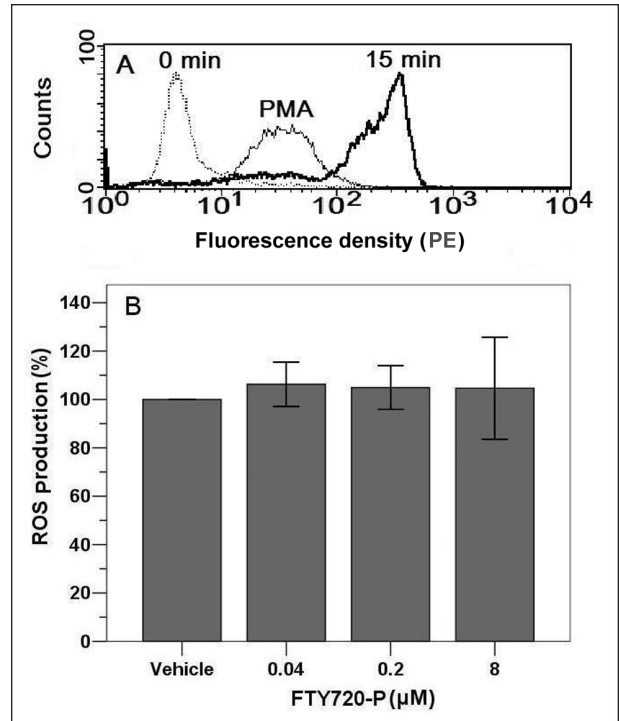 100
A
0 min
15 min
PMA
Counts
0
10⁰ 10¹ 10² 10³ 10⁴
Fluorescence density (PE)
B
140
120
100
80
60
40
20
0
ROS production (%)
Vehicle 0.04 0.2 8
FTY720-P (µM)